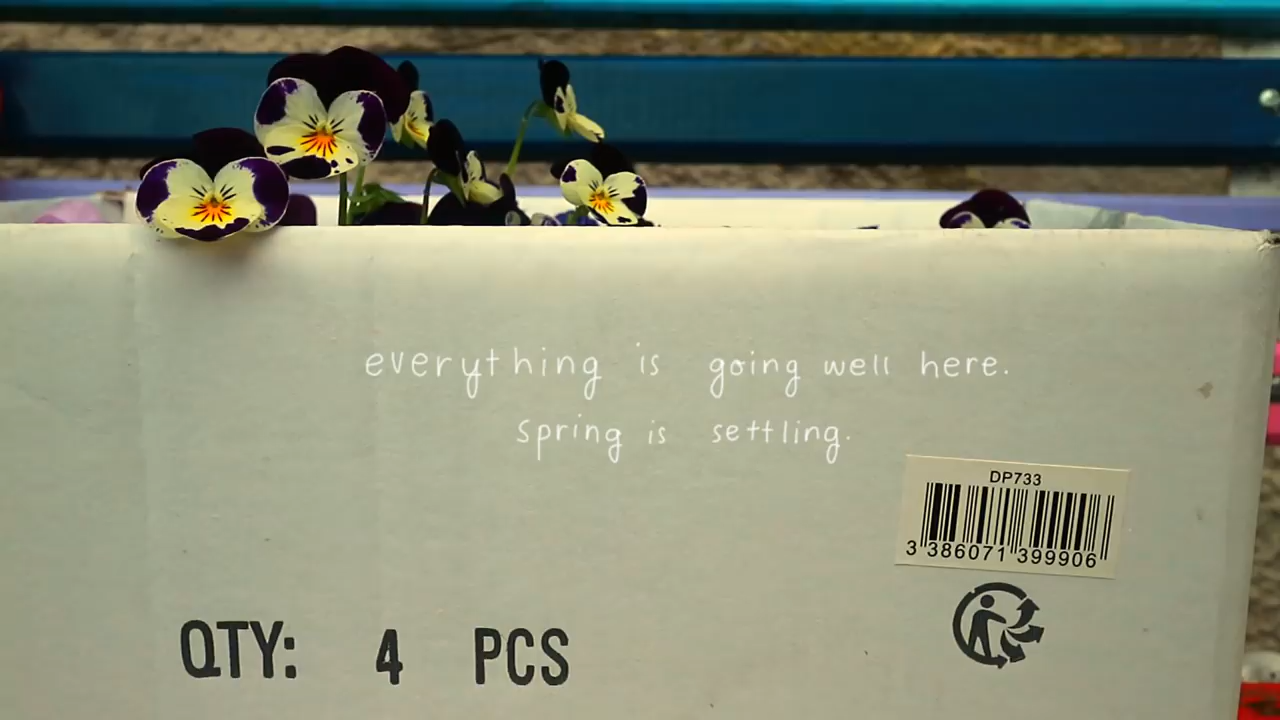 everything is going well here.
spring is settling.
DP733
3 386071 399906
QTY: 4 PCS